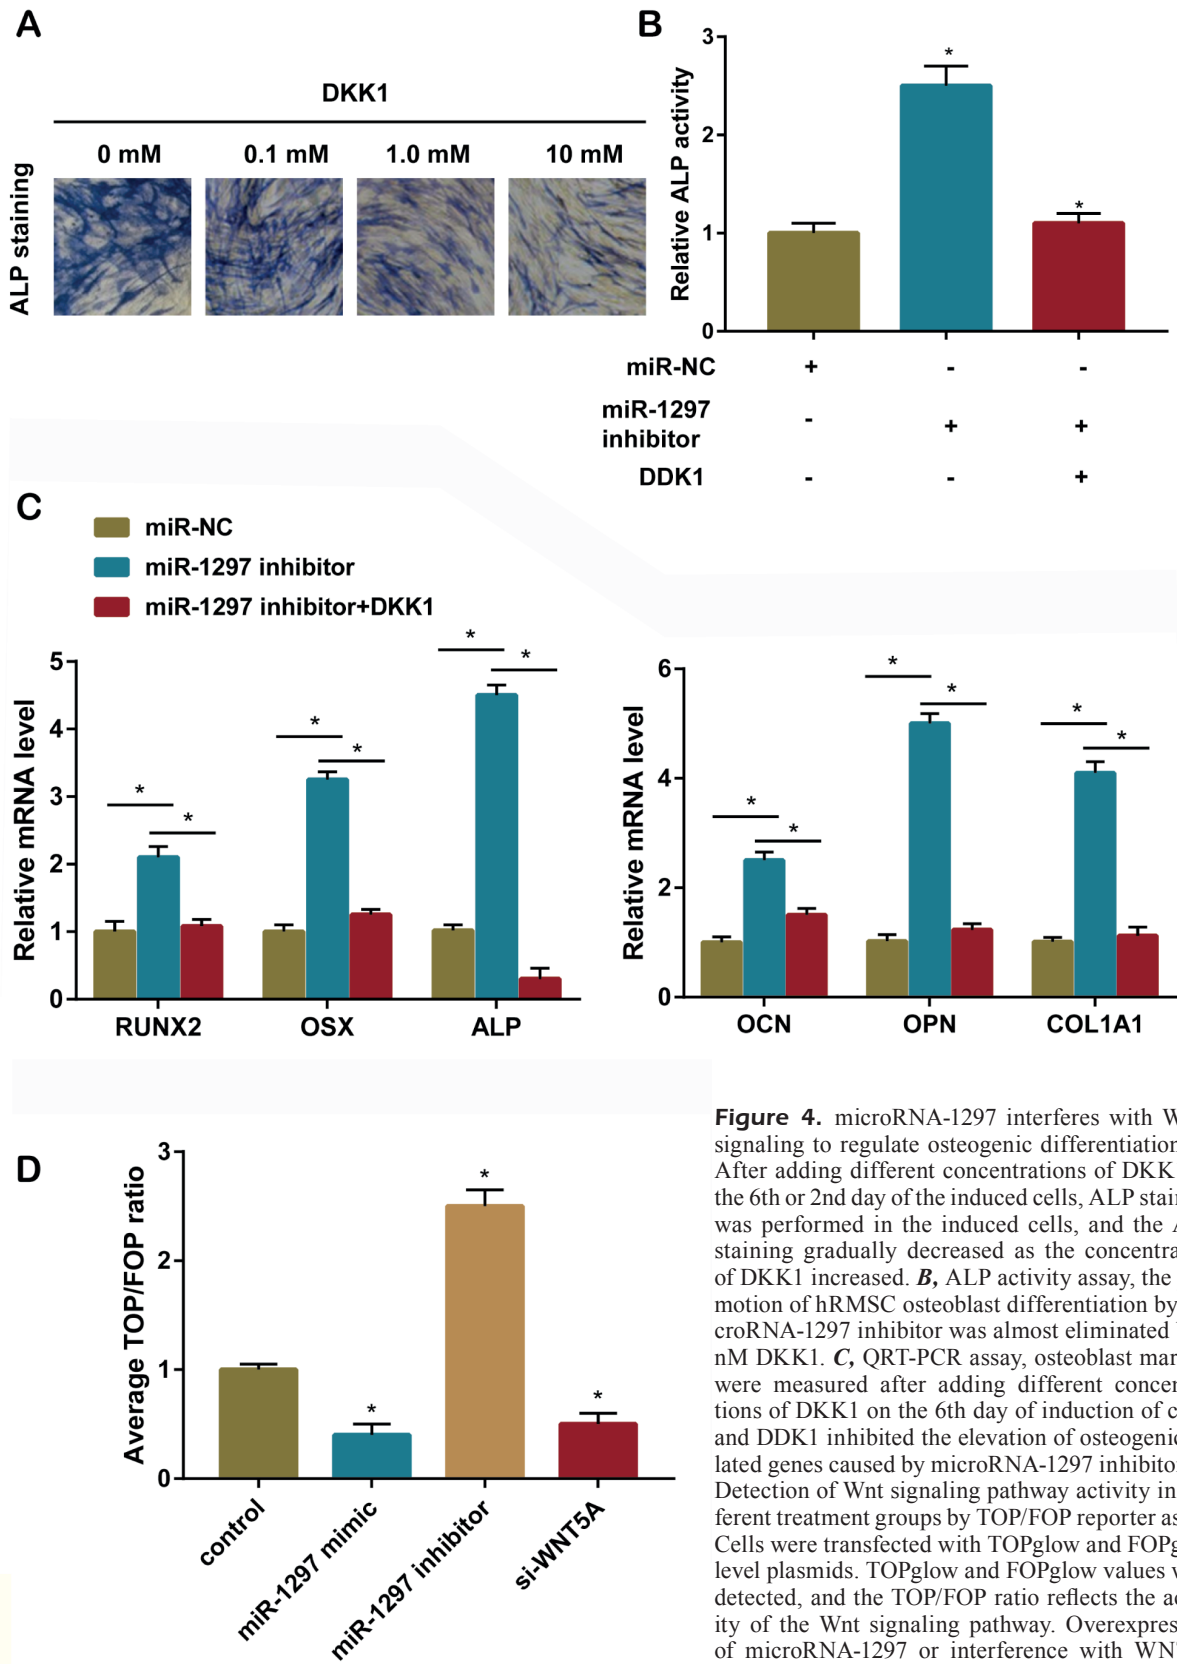 A
DKK1
0 mM 0.1 mM 1.0 mM 10 mM
ALP staining
B
Relative ALP activity
3
2
1
0
*
*
miR-NC + - -
miR-1297 inhibitor - + +
DDK1 - - +
C
miR-NC
miR-1297 inhibitor
miR-1297 inhibitor+DKK1
Relative mRNA level
5
4
3
2
1
0
* * * * * *
RUNX2 OSX ALP
Relative mRNA level
6
4
2
0
* * * * * *
OCN OPN COL1A1
D
Average TOP/FOP ratio
3
2
1
0
* * *
control
miR-1297 mimic
miR-1297 inhibitor
si-WNT5A
Figure 4. microRNA-1297 interferes with W
signaling to regulate osteogenic differentiation
After adding different concentrations of DKK
the 6th or 2nd day of the induced cells, ALP stain
was performed in the induced cells, and the A
staining gradually decreased as the concentra
of DKK1 increased. B, ALP activity assay, the
motion of hRMSC osteoblast differentiation by
croRNA-1297 inhibitor was almost eliminated
nM DKK1. C, QRT-PCR assay, osteoblast mar
were measured after adding different concen
tions of DKK1 on the 6th day of induction of c
and DDK1 inhibited the elevation of osteogenic
lated genes caused by microRNA-1297 inhibitor
Detection of Wnt signaling pathway activity in
ferent treatment groups by TOP/FOP reporter as
Cells were transfected with TOPglow and FOPg
level plasmids. TOPglow and FOPglow values
detected, and the TOP/FOP ratio reflects the ac
ity of the Wnt signaling pathway. Overexpres
of microRNA-1297 or interference with WN